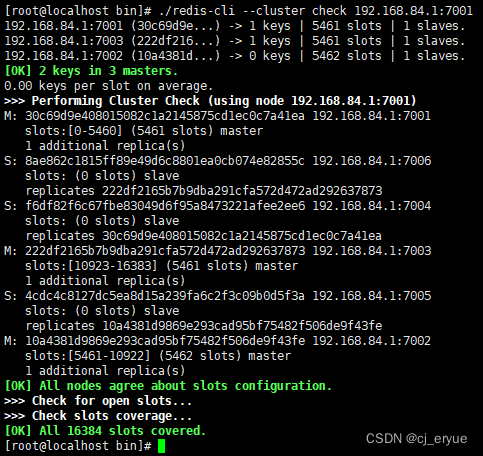 [root@localhost bin]# ./redis-cli --cluster check 192.168.84.1:7001
192.168.84.1:7001 (30c69d9e...) -> 1 keys | 5461 slots | 1 slaves.
192.168.84.1:7003 (222df216...) -> 1 keys | 5461 slots | 1 slaves.
192.168.84.1:7002 (10a4381d...) -> 0 keys | 5462 slots | 1 slaves.
[OK] 2 keys in 3 masters.
0.00 keys per slot on average.
>>> Performing Cluster Check (using node 192.168.84.1:7001)
M: 30c69d9e408015082c1a2145875cd1ec0c7a41ea 192.168.84.1:7001
slots:[0-5460] (5461 slots) master
1 additional replica(s)
S: 8ae862c1815ff89e49d6c8801ea0cb074e82855c 192.168.84.1:7006
slots: (0 slots) slave
replicates 222df2165b7b9dba291cfa572d472ad292637873
S: f6df82f6c67fbe83049d6f95a8473221afee2ee6 192.168.84.1:7004
slots: (0 slots) slave
replicates 30c69d9e408015082c1a2145875cd1ec0c7a41ea
M: 222df2165b7b9dba291cfa572d472ad292637873 192.168.84.1:7003
slots:[10923-16383] (5461 slots) master
1 additional replica(s)
S: 4cdc4c8127dc5ea8d15a239fa6c2f3c09b0d5f3a 192.168.84.1:7005
slots: (0 slots) slave
replicates 10a4381d9869e293cad95bf75482f506de9f43fe
M: 10a4381d9869e293cad95bf75482f506de9f43fe 192.168.84.1:7002
slots:[5461-10922] (5462 slots) master
1 additional replica(s)
[OK] All nodes agree about slots configuration.
>>> Check for open slots...
>>> Check slots coverage...
[OK] All 16384 slots covered.
[root@localhost bin]#
CSDN @cj_eryue